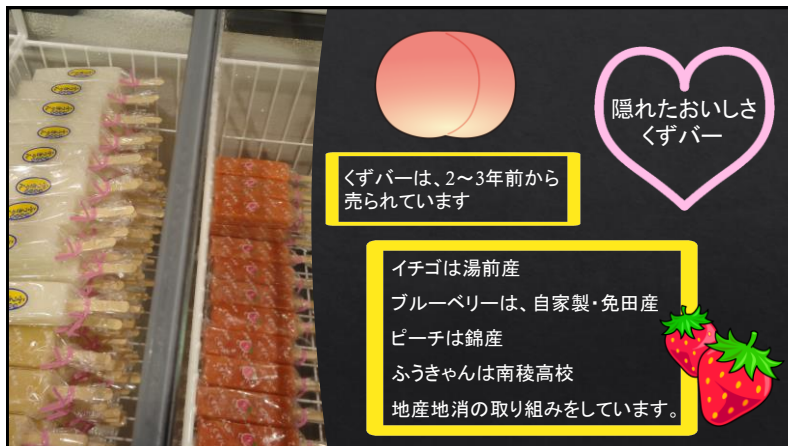 隠れたおいしさ
くずバー
くずバーは、2～3年前から
売られています
イチゴは湯前産
ブルーベリーは、自家製・免田産
ピーチは錦産
ふうきゃんは南稜高校
地産地消の取り組みをしています。